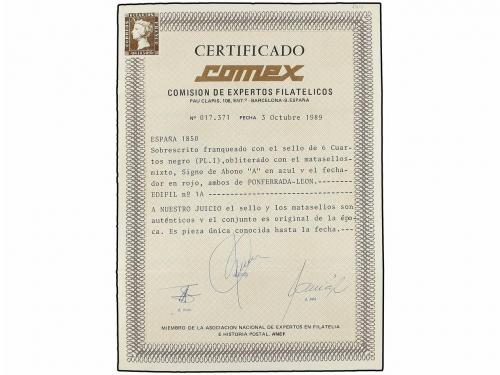 CERTIFICADO
comex
COMISION DE EXPERTOS FILATELICOS
PAU CLARIS, 108, ENT.º - BARCELONA-9. ESPAÑA
Nº 017.371 FECHA 3 Octubre 1989
ESPAÑA 1850
Sobrescrito franqueado con el sello de 6 Cuar
tos negro (PL.I),obliterado con el matasellos-
mixto, Signo de Abono "A" en azul y el fecha-
dor en rojo, ambos de PONFERRADA-LEON.---------
EDIFIL nº 1A----------------------------------
A NUESTRO JUICIO el sello y los matasellos son
auténticos y el conjunto es original de la épo
ca. Es pieza única conocida hasta la fecha.---
MIEMBRO DE LA ASOCIACION NACIONAL DE EXPERTOS EN FILATELIA
E HISTORIA POSTAL. ANEF